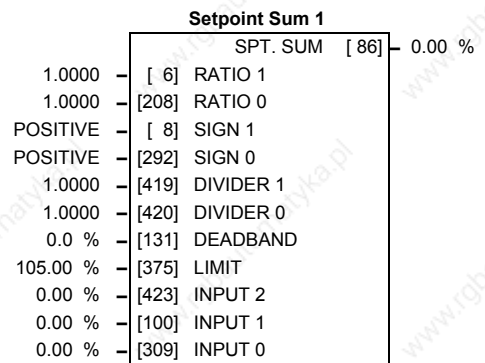 Setpoint Sum 1
SPT. SUM [ 86] – 0.00 %
1.0000 – [ 6] RATIO 1
1.0000 – [208] RATIO 0
POSITIVE – [ 8] SIGN 1
POSITIVE – [292] SIGN 0
1.0000 – [419] DIVIDER 1
1.0000 – [420] DIVIDER 0
0.0 % – [131] DEADBAND
105.00 % – [375] LIMIT
0.00 % – [423] INPUT 2
0.00 % – [100] INPUT 1
0.00 % – [309] INPUT 0